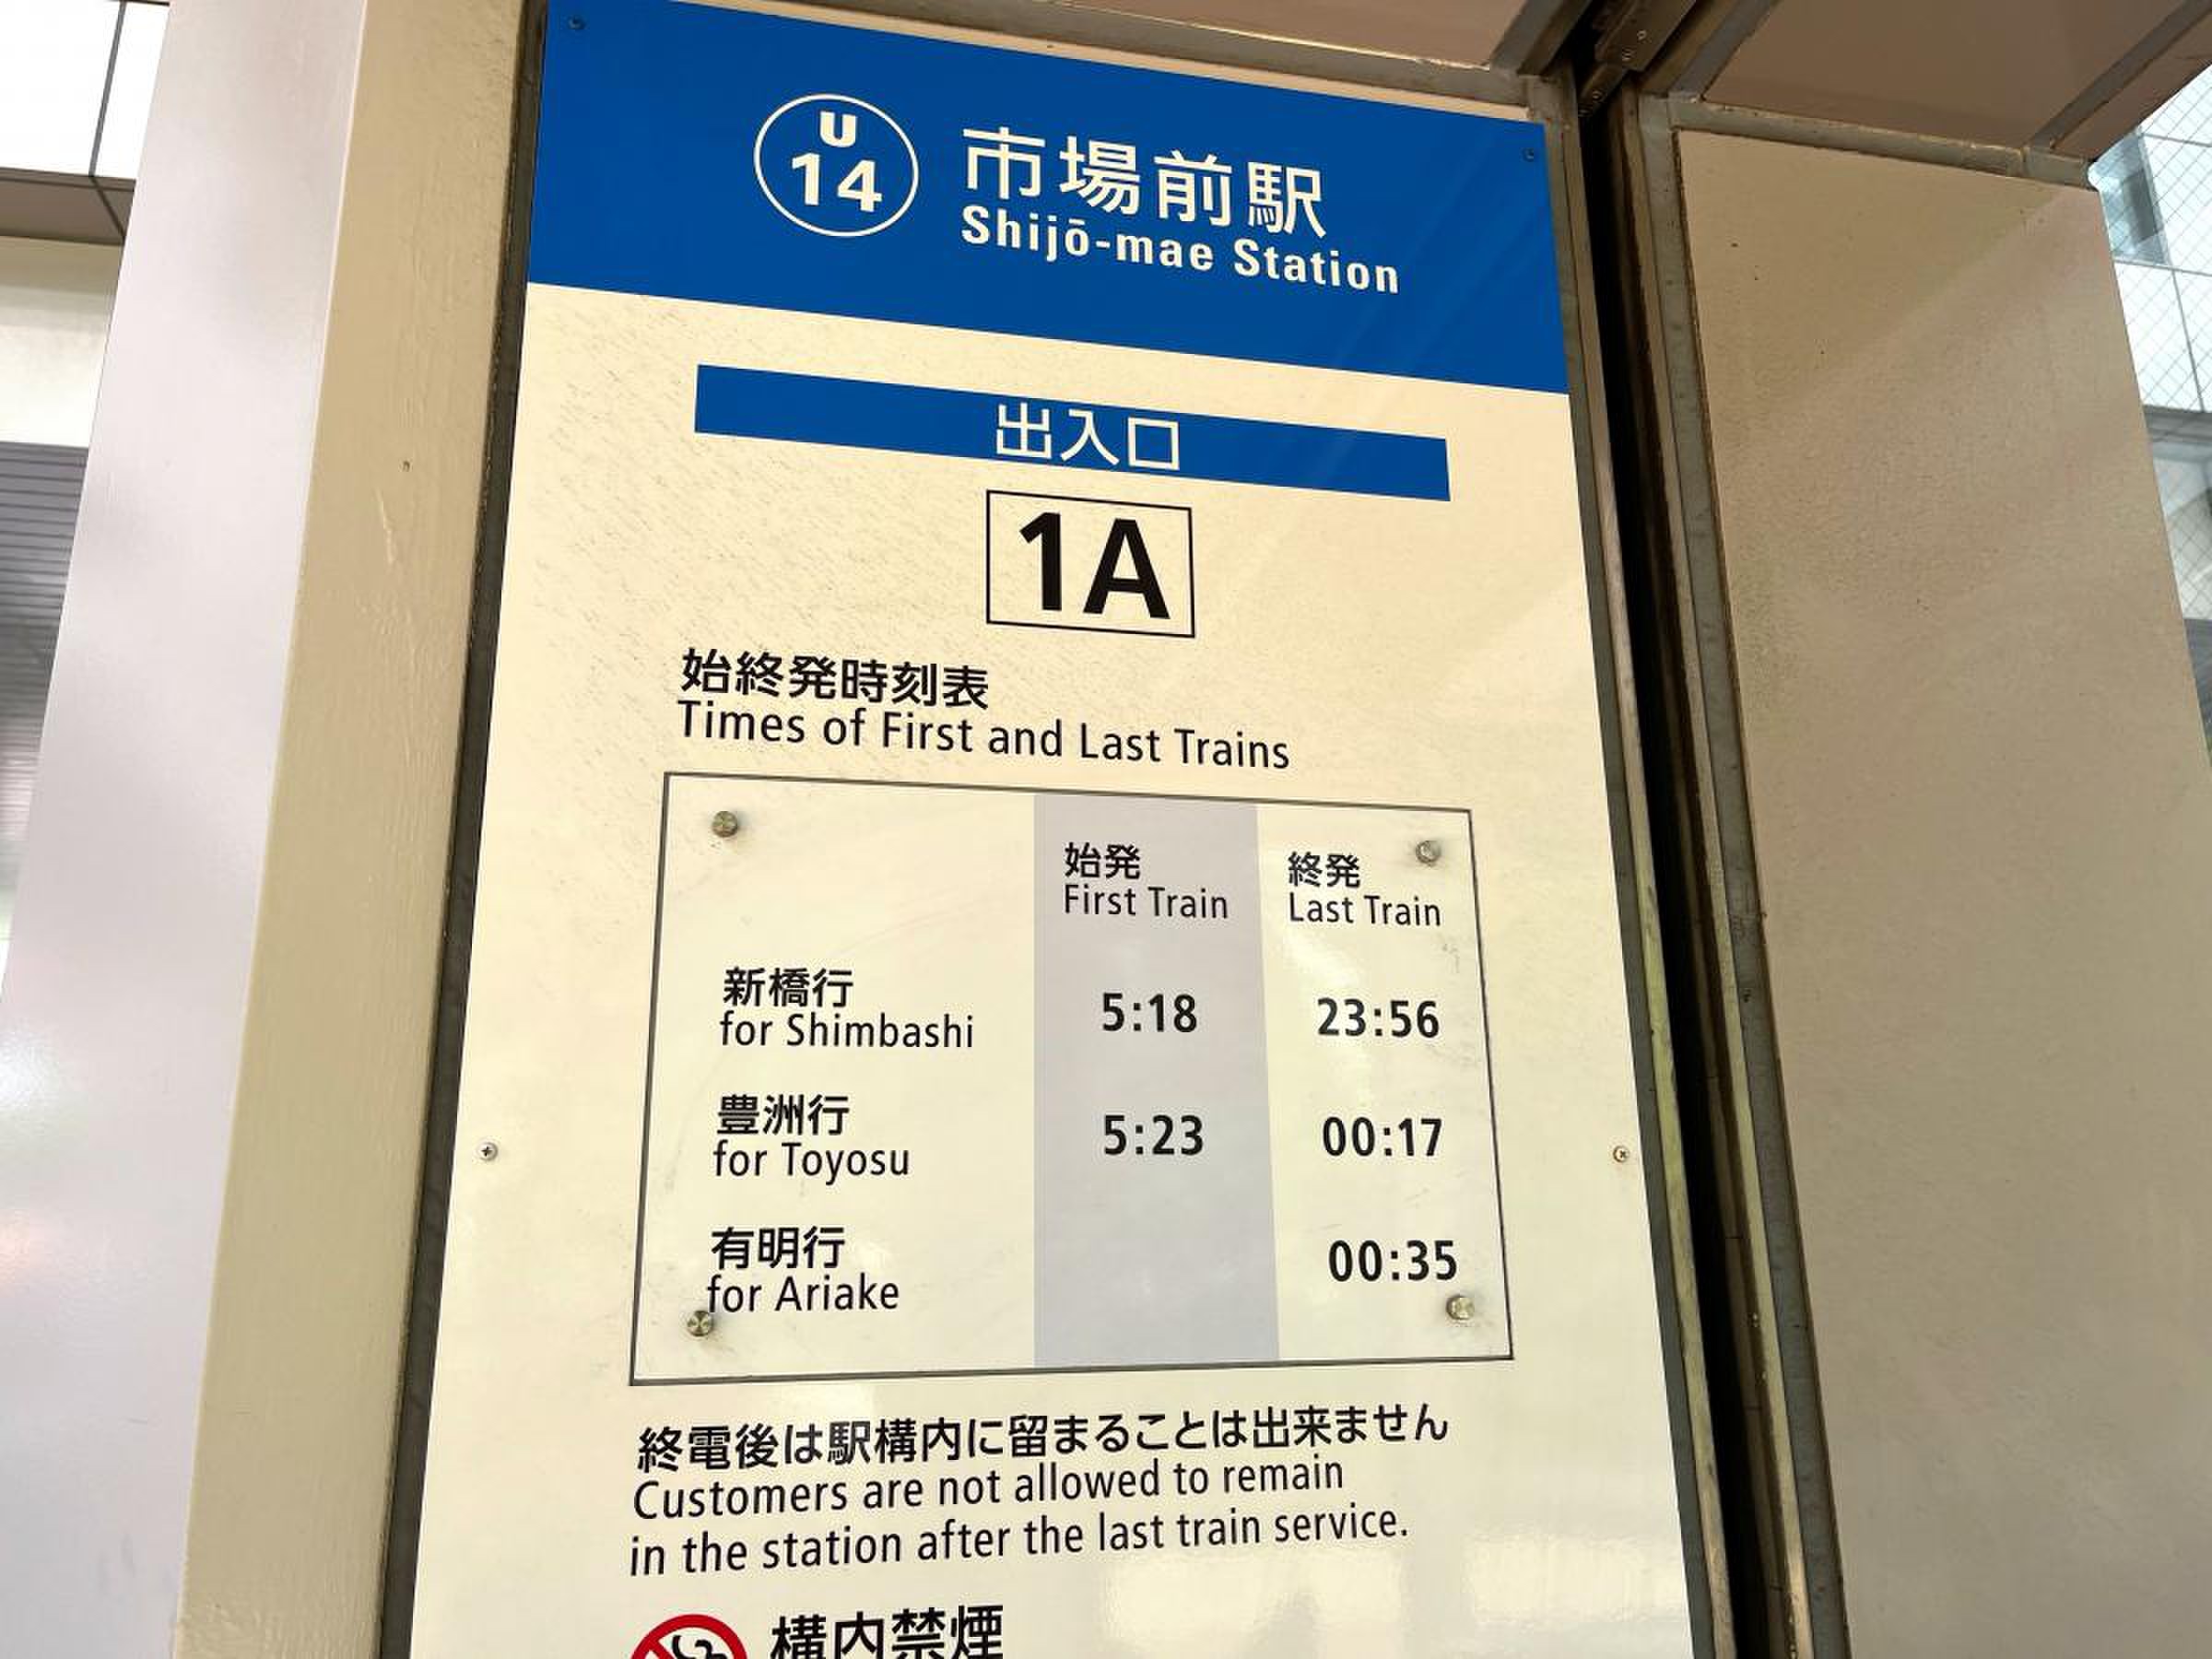 U
14
市場前駅
Shijō-mae Station
出入口
1A
始終発時刻表
Times of First and Last Trains
始発 終発
First Train Last Train
新橋行
for Shimbashi 5:18 23:56
豊洲行
for Toyosu 5:23 00:17
有明行
for Ariake 00:35
終電後は駅構内に留まることは出来ません
Customers are not allowed to remain
in the station after the last train service.
構内禁煙